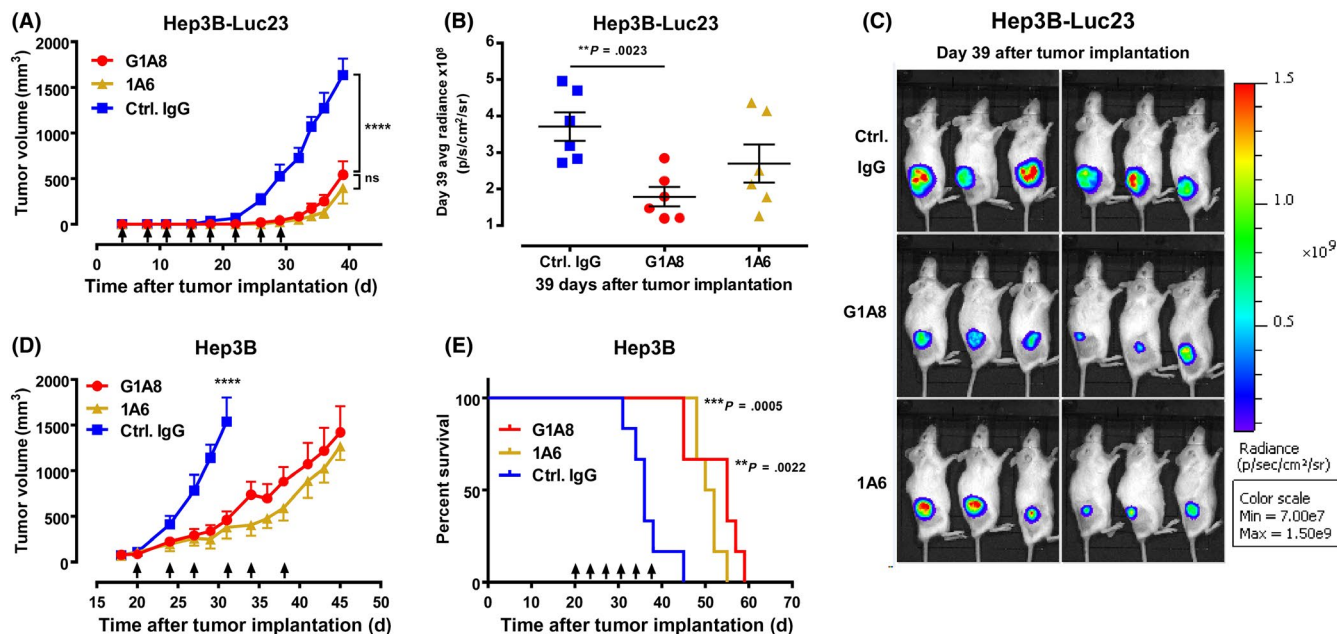 (A)
Hep3B-Luc23
Tumor volume (mm³)
2000
1500
1000
500
0
G1A8
1A6
Ctrl. IgG
****
ns
0 10 20 30 40 50
Time after tumor implantation (d)
(B)
Hep3B-Luc23
Day 39 avg radiance x10⁸
(p/s/cm²/sr)
6
5
4
3
2
1
**P = .0023
Ctrl. IgG G1A8 1A6
39 days after tumor implantation
(C)
Hep3B-Luc23
Day 39 after tumor implantation
Ctrl.
IgG
G1A8
1A6
1.5
1.0
×10⁹
0.5
Radiance
(p/sec/cm²/sr)
Color scale
Min = 7.00e7
Max = 1.50e9
(D)
Hep3B
Tumor volume (mm³)
2000
1500
1000
500
0
G1A8
1A6
Ctrl. IgG
****
15 20 25 30 35 40 45 50
Time after tumor implantation (d)
(E)
Hep3B
Percent survival
100
50
0
G1A8
1A6
Ctrl. IgG
***P = .0005
**P = .0022
0 10 20 30 40 50 60 70
Time after tumor implantation (d)